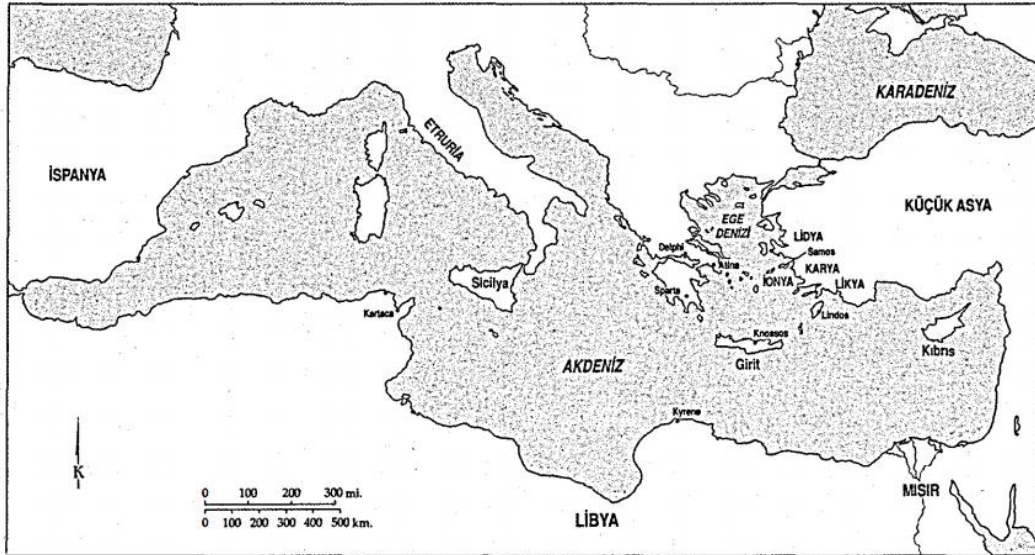 KARADENİZ
ETRURİA
İSPANYA
KÜÇÜK ASYA
EGE
DENİZİ
LİDYA
Delphi
Samos
Atina
KARYA
Sicilya
İONYA
LİKYA
Sparta
Kartaca
Lindos
Knossos
Kıbrıs
Girit
AKDENİZ
Kyrene
K
0 100 200 300 mi.
0 100 200 300 400 500 km.
MISIR
LİBYA